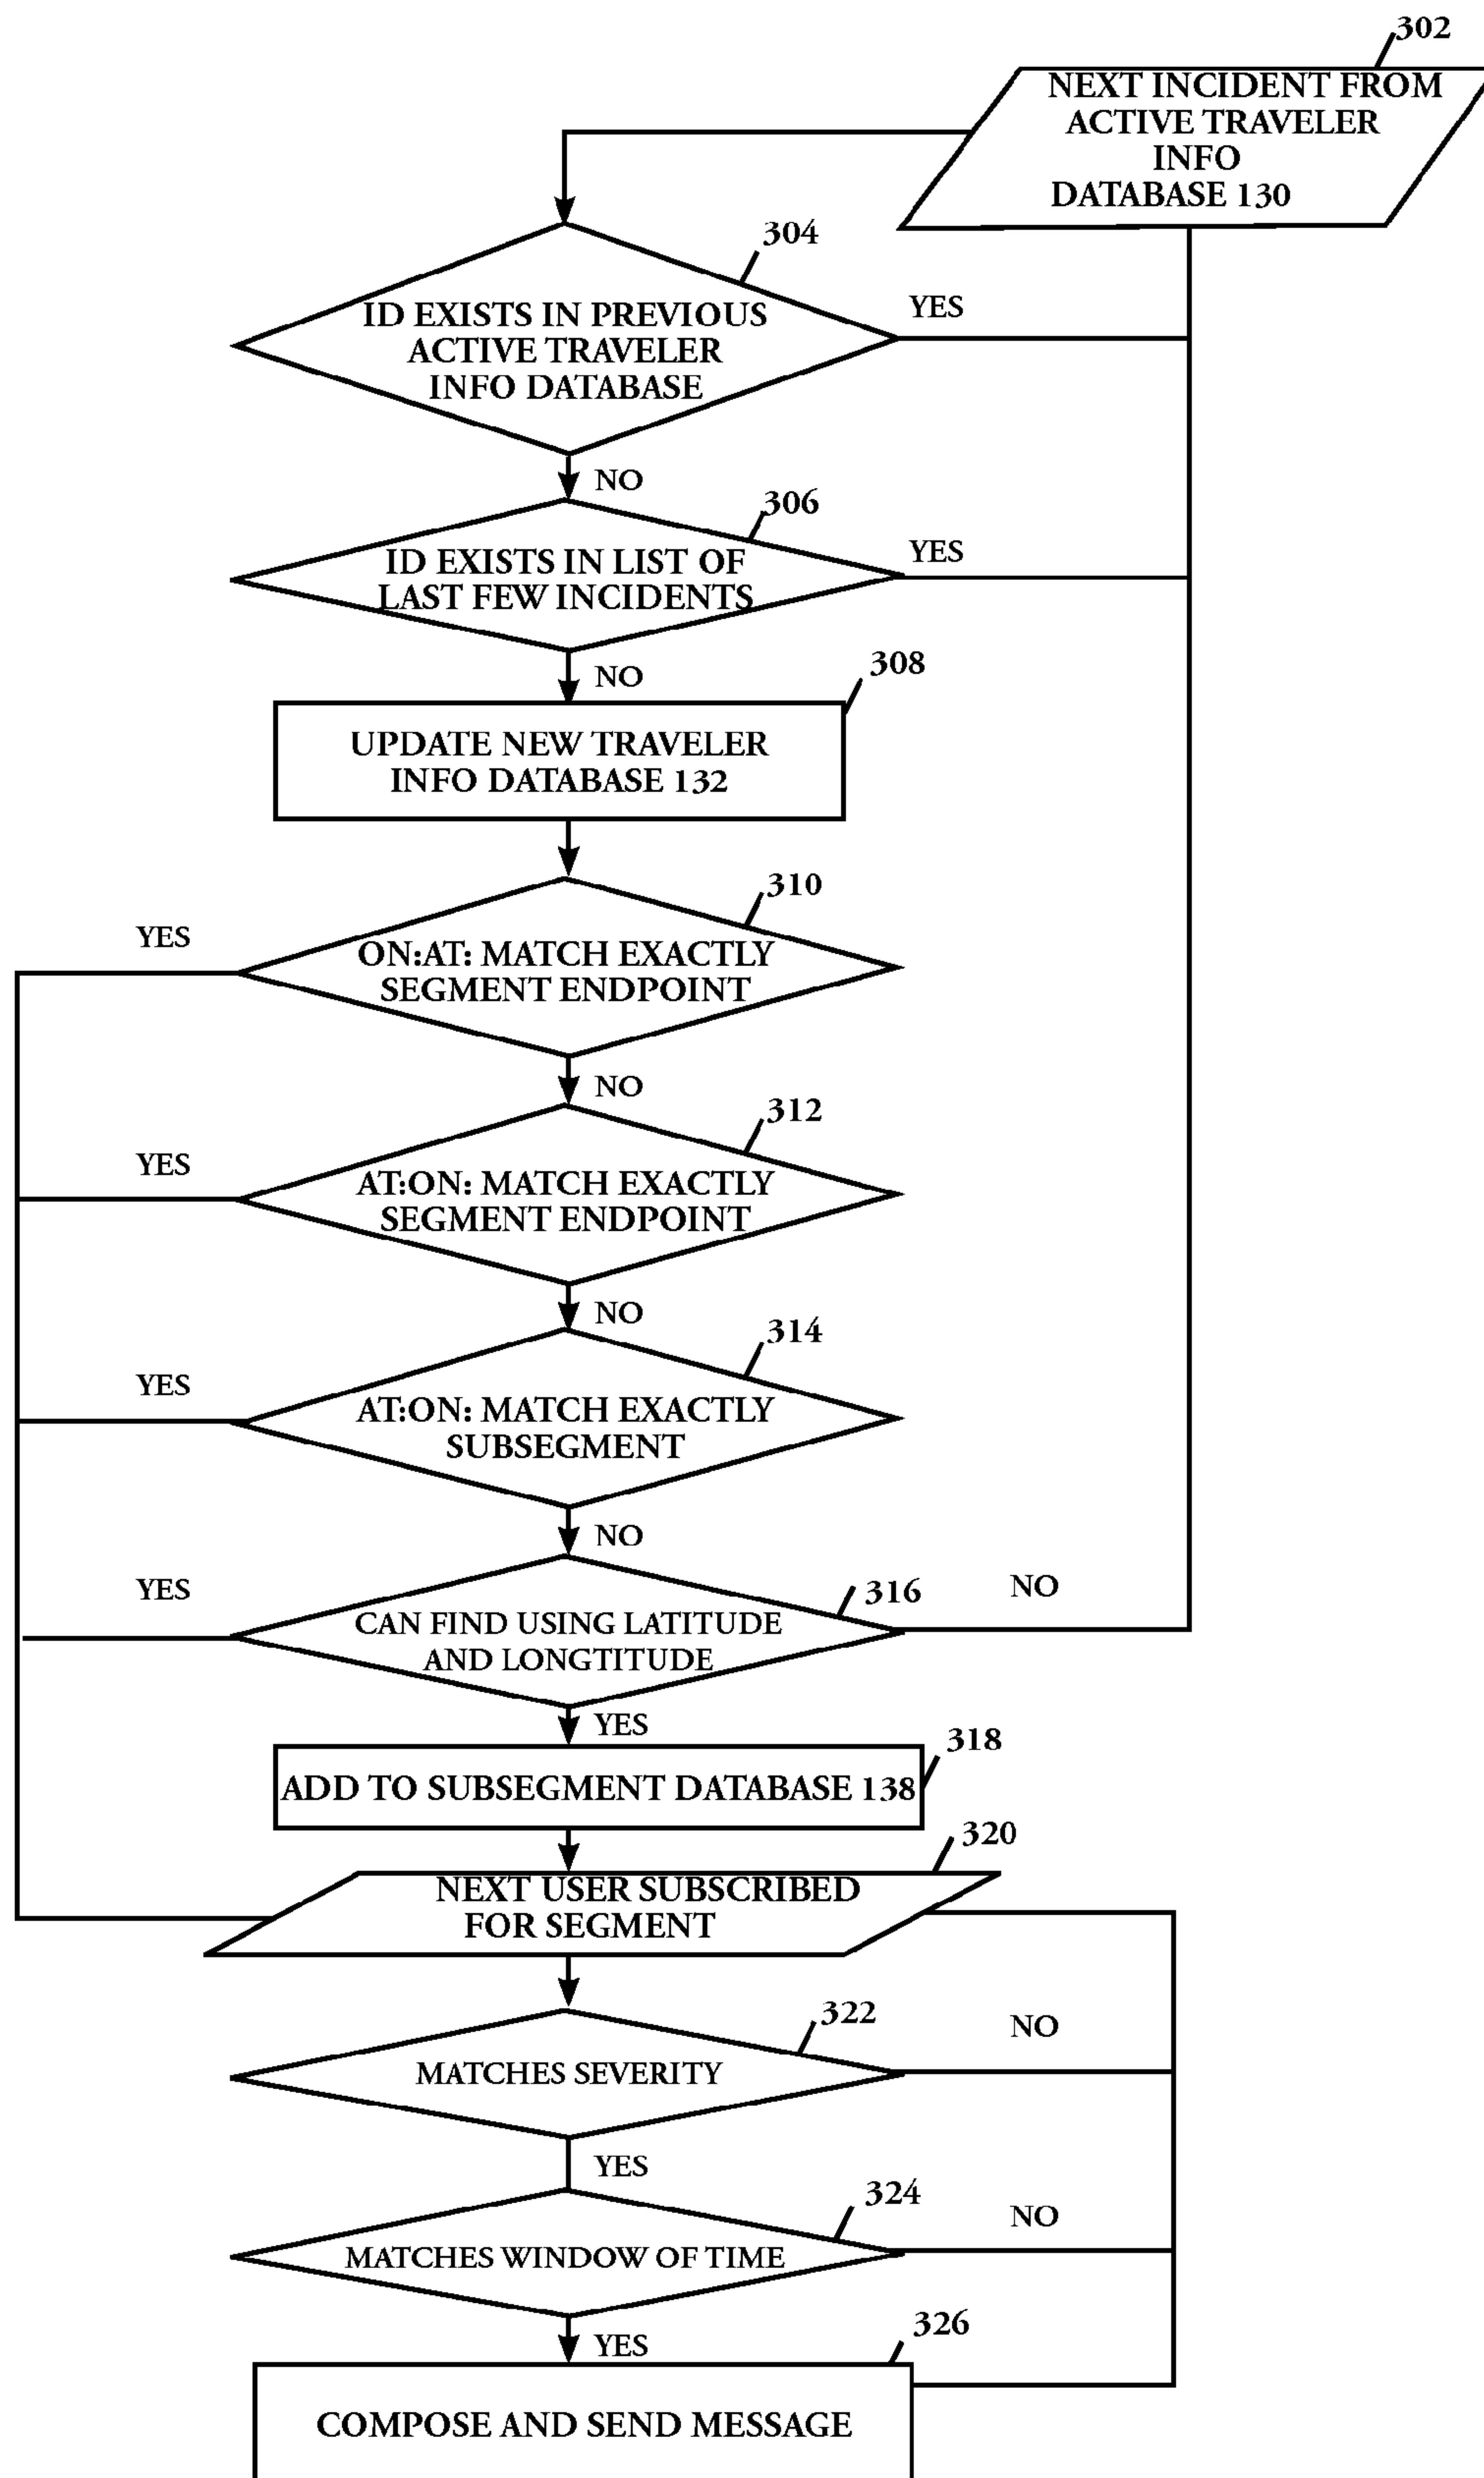 302
NEXT INCIDENT FROM
ACTIVE TRAVELER
INFO
DATABASE 130
304
YES
ID EXISTS IN PREVIOUS
ACTIVE TRAVELER
INFO DATABASE
NO
306
YES
ID EXISTS IN LIST OF
LAST FEW INCIDENTS
NO
308
UPDATE NEW TRAVELER
INFO DATABASE 132
310
YES
ON:AT: MATCH EXACTLY
SEGMENT ENDPOINT
NO
312
YES
AT:ON: MATCH EXACTLY
SEGMENT ENDPOINT
NO
314
YES
AT:ON: MATCH EXACTLY
SUBSEGMENT
NO
YES
316
NO
CAN FIND USING LATITUDE
AND LONGTITUDE
YES
318
ADD TO SUBSEGMENT DATABASE 138
320
NEXT USER SUBSCRIBED
FOR SEGMENT
322
NO
MATCHES SEVERITY
YES
324
NO
MATCHES WINDOW OF TIME
YES
326
COMPOSE AND SEND MESSAGE